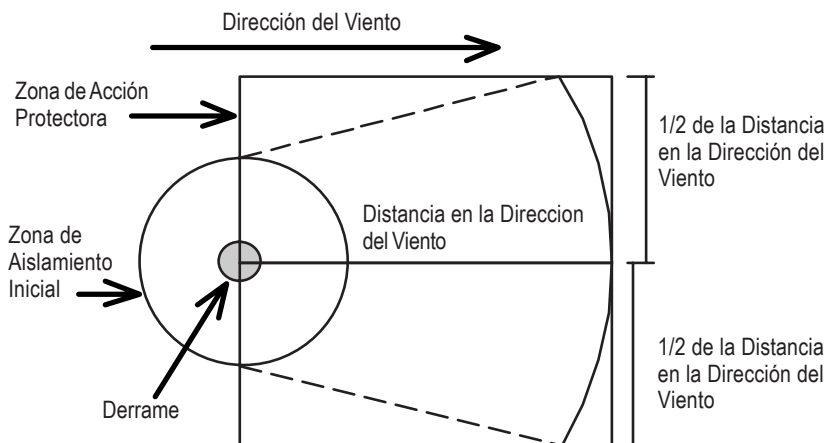 Dirección del Viento
Zona de Acción
Protectora
1/2 de la Distancia
en la Dirección del
Viento
Distancia en la Direccion
del Viento
Zona de
Aislamiento
Inicial
Derrame
1/2 de la Distancia
en la Dirección del
Viento